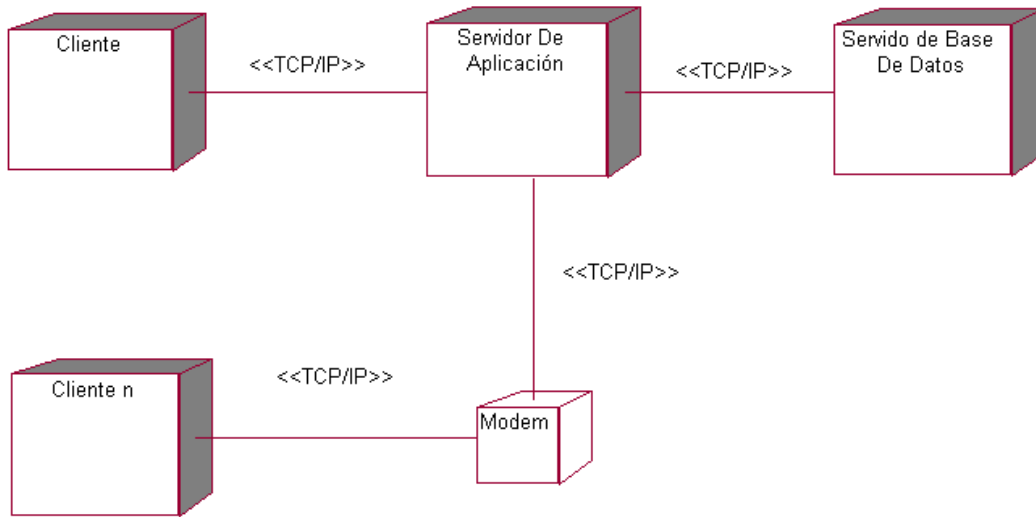 Cliente
<<TCP/IP>>
Servidor De
Aplicación
<<TCP/IP>>
Servido de Base
De Datos
<<TCP/IP>>
Cliente n
<<TCP/IP>>
Modem